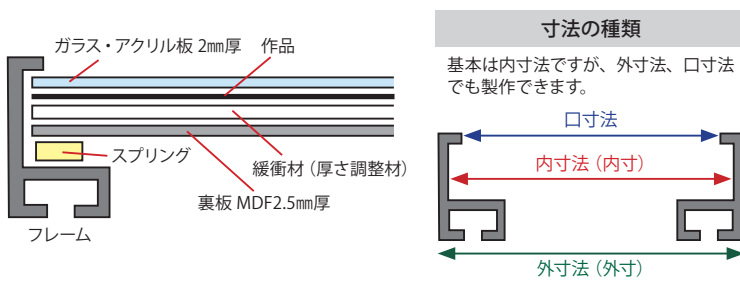 ガラス・アクリル板 2㎜厚
作品
スプリング
緩衝材（厚さ調整材）
裏板 MDF2.5㎜厚
フレーム
寸法の種類
基本は内寸法ですが、外寸法、口寸法
でも製作できます。
口寸法
内寸法（内寸）
外寸法（外寸）